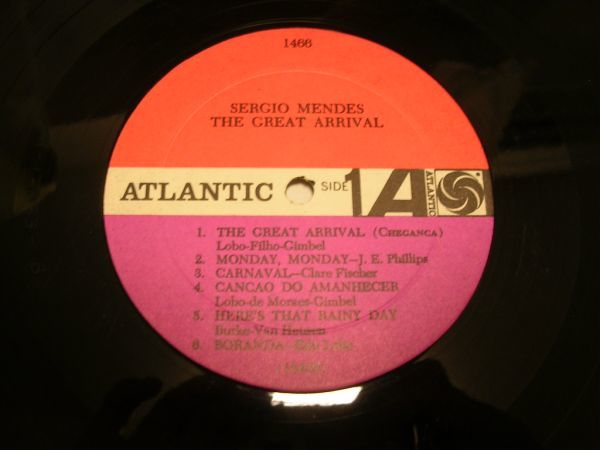 1466
SERGIO MENDES
THE GREAT ARRIVAL
ATLANTIC SIDE 1 A ATLANTIC
1. THE GREAT ARRIVAL (CHEGANCA)
Lobo-Filho-Gimbel
2. MONDAY, MONDAY—J. E. Phillips
3. CARNAVAL—Clare Fischer
4. CANCAO DO AMANHECER
Lobo-de Moraes-Gimbel
5. HERE'S THAT RAINY DAY
Burke-Van Heusen
6. BORANDA—Edu Lobo